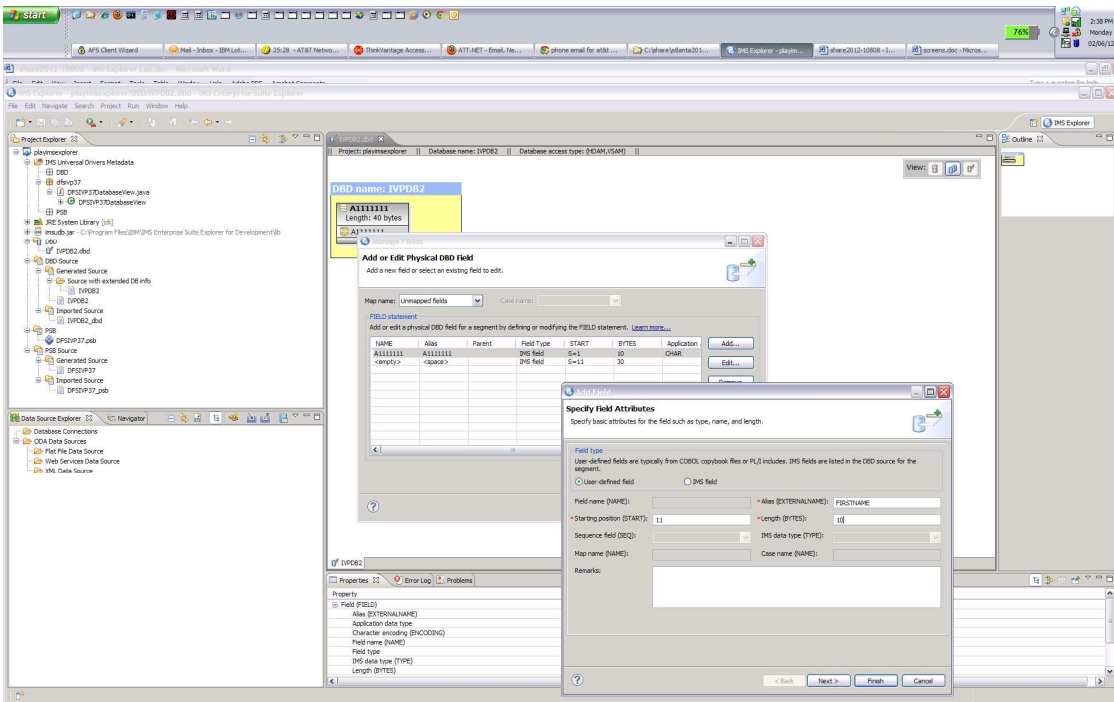 start
2:38 PM
76%
Monday
02/06/12
AFS Client Wizard
Mail - Inbox - IBM Lot...
25:28 - AT&T Netwo...
ThinkVantage Access...
ATT.NET - Email, Ne...
phone email for at&t ...
C:\share\atlanta201...
IMS Explorer - playim...
share2012-10808 - I...
screens.doc - Micros...
share2012-10808 - IMS Explorer Lab.doc - Microsoft Word
IMS Explorer - playimsexplorer/DBD/IVPDB2.dbd - IMS Enterprise Suite Explorer
File Edit Navigate Search Project Run Window Help
IMS Explorer
Project Explorer
playimsexplorer
IMS Universal Drivers Metadata
DBD
dfsivp37
DFSIVP37DatabaseView.java
DFSIVP37DatabaseView
PSB
JRE System Library [jdk]
imsudb.jar - C:\Program Files\IBM\IMS Enterprise Suite Explorer for Development\lib
DBD
IVPDB2.dbd
DBD Source
Generated Source
Source with extended DB info
IVPDB2
IVPDB2
Imported Source
IVPDB2_dbd
PSB
DFSIVP37.psb
PSB Source
Generated Source
DFSIVP37
Imported Source
DFSIVP37_psb
Data Source Explorer
Navigator
Database Connections
ODA Data Sources
Flat File Data Source
Web Services Data Source
XML Data Source
IVPDB2.dbd
|| Project: playimsexplorer || Database name: IVPDB2 || Database access type: (HDAM,VSAM) ||
View:
DBD name: IVPDB2
A1111111
Length: 40 bytes
A1111111
Outline
Manage Fields
Add or Edit Physical DBD Field
Add a new field or select an existing field to edit.
Map name: Unmapped fields
Case name:
FIELD statement
Add or edit a physical DBD field for a segment by defining or modifying the FIELD statement. Learn more...
NAME Alias Parent Field Type START BYTES Application
A1111111 A1111111 IMS field S=1 10 CHAR
<empty> <space> IMS field S=11 30
Add...
Edit...
Remove
Add Field
Specify Field Attributes
Specify basic attributes for the field such as type, name, and length.
Field type
User-defined fields are typically from COBOL copybook files or PL/I includes. IMS fields are listed in the DBD source for the
segment.
User-defined field IMS field
Field name (NAME): *Alias (EXTERNALNAME): FIRSTNAME
*Starting position (START): 11 *Length (BYTES): 10
Sequence field (SEQ): IMS data type (TYPE):
Map name (NAME): Case name (NAME):
Remarks:
< Back Next > Finish Cancel
IVPDB2
Properties Error Log Problems
Property
Field (FIELD)
Alias (EXTERNALNAME)
Application data type
Character encoding (ENCODING)
Field name (NAME)
Field type
IMS data type (TYPE)
Length (BYTES)